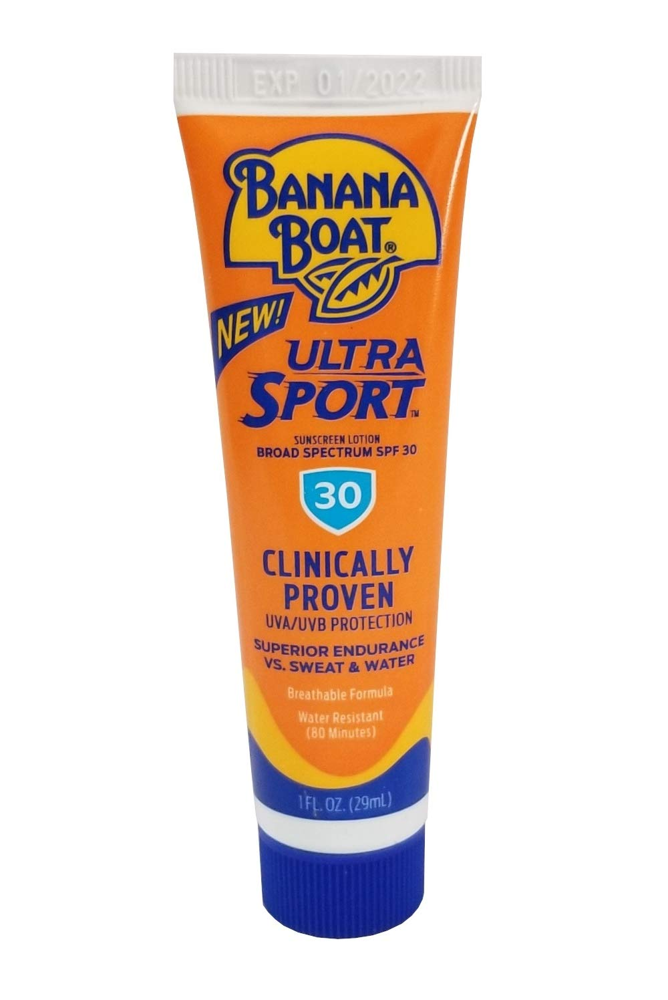 EXP 01/2022
BANANA
BOAT®
NEW!
ULTRA
SPORT™
SUNSCREEN LOTION
BROAD SPECTRUM SPF 30
30
CLINICALLY
PROVEN
UVA/UVB PROTECTION
SUPERIOR ENDURANCE
VS. SWEAT & WATER
Breathable Formula
Water Resistant
(80 Minutes)
1 FL. OZ. (29mL)